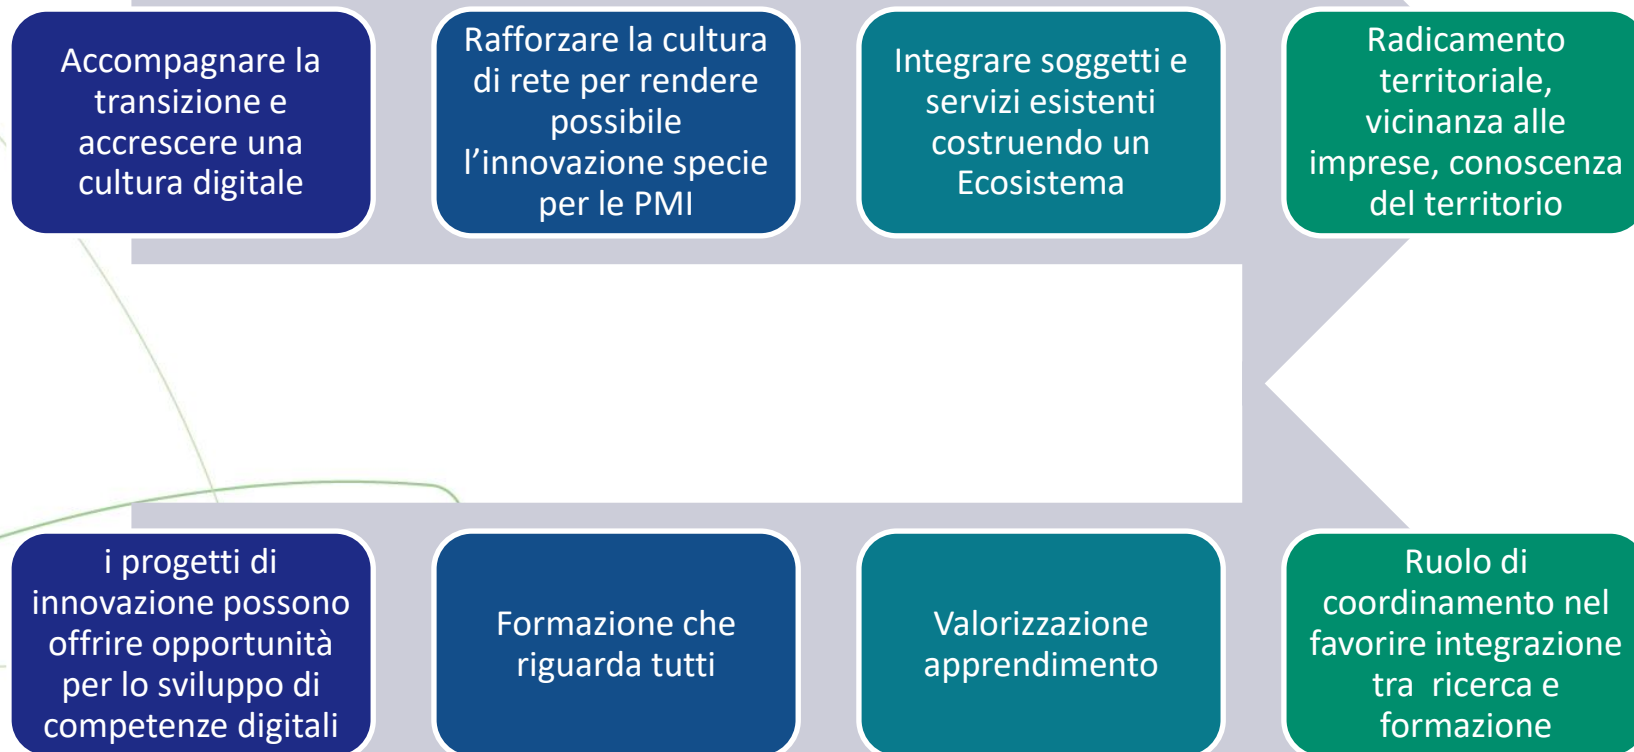 Accompagnare la
transizione e
accrescere una
cultura digitale
Rafforzare la cultura
di rete per rendere
possibile
l’innovazione specie
per le PMI
Integrare soggetti e
servizi esistenti
costruendo un
Ecosistema
Radicamento
territoriale,
vicinanza alle
imprese, conoscenza
del territorio
i progetti di
innovazione possono
offrire opportunità
per lo sviluppo di
competenze digitali
Formazione che
riguarda tutti
Valorizzazione
apprendimento
Ruolo di
coordinamento nel
favorire integrazione
tra  ricerca e
formazione